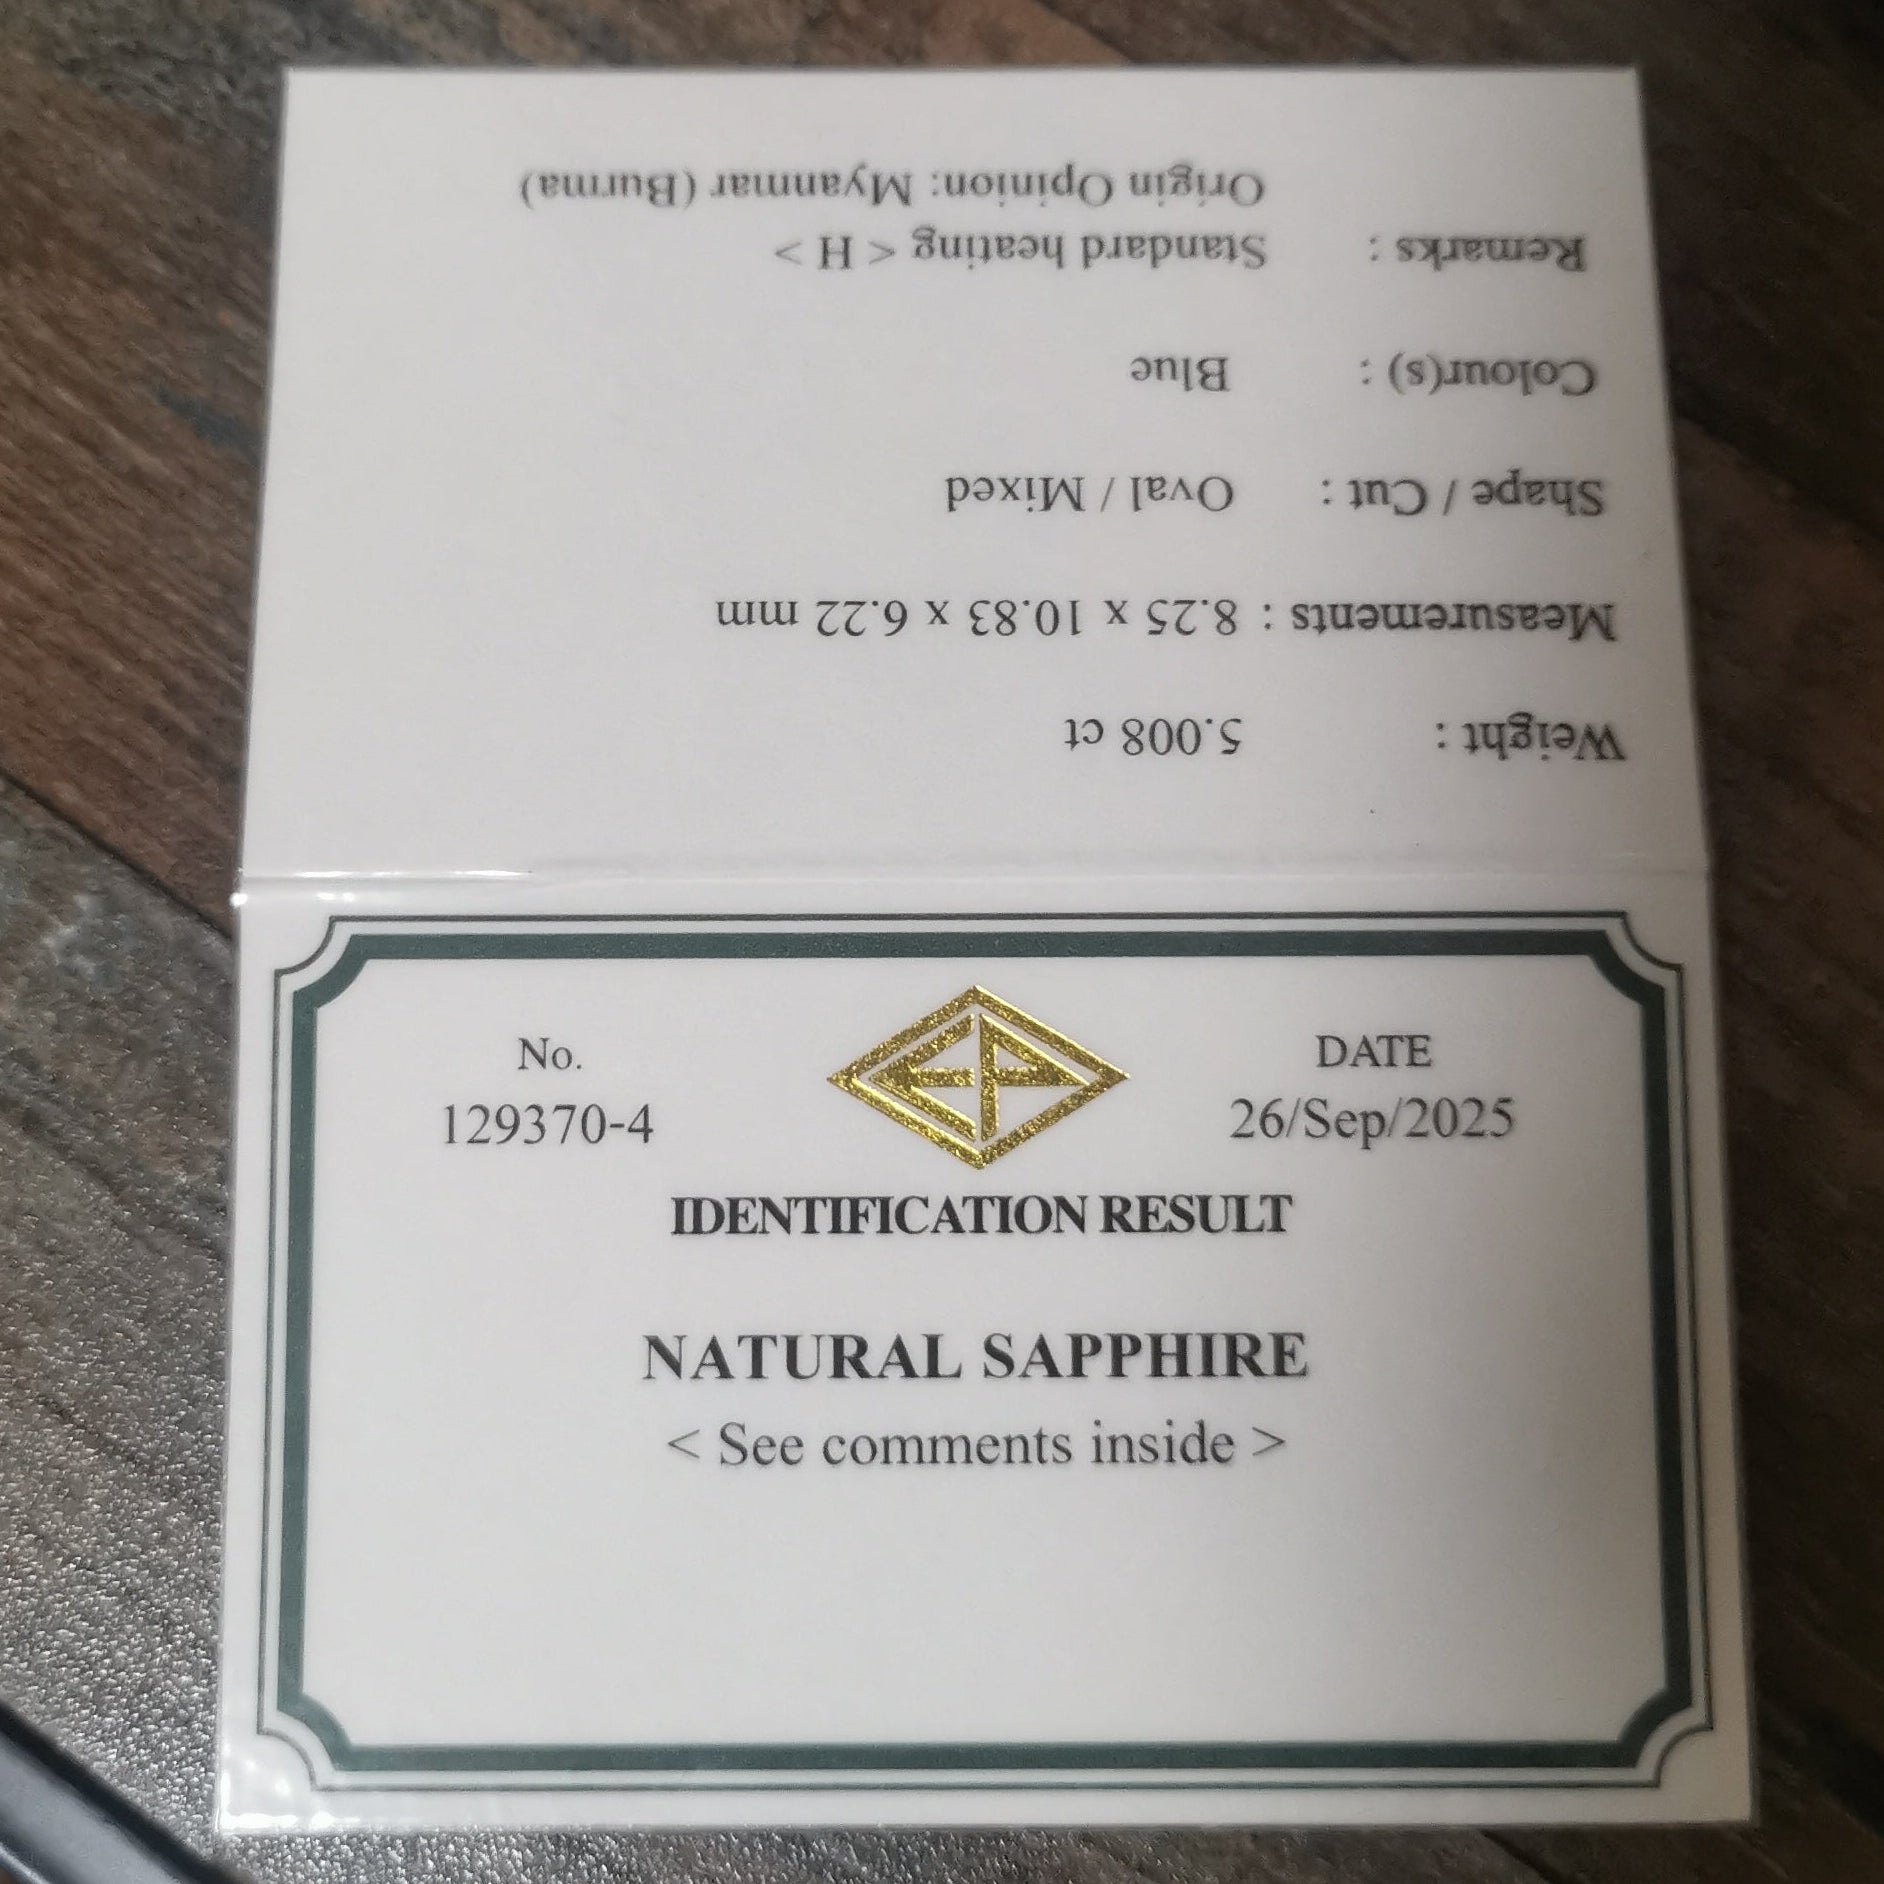 No.
129370-4
DATE
26/Sep/2025
IDENTIFICATION RESULT
NATURAL SAPPHIRE
< See comments inside >
Weight : 5.008 ct
Measurements : 8.25 x 10.83 x 6.22 mm
Shape / Cut : Oval / Mixed
Colour(s) : Blue
Remarks : Standard heating < H >
Origin Opinion: Myanmar (Burma)